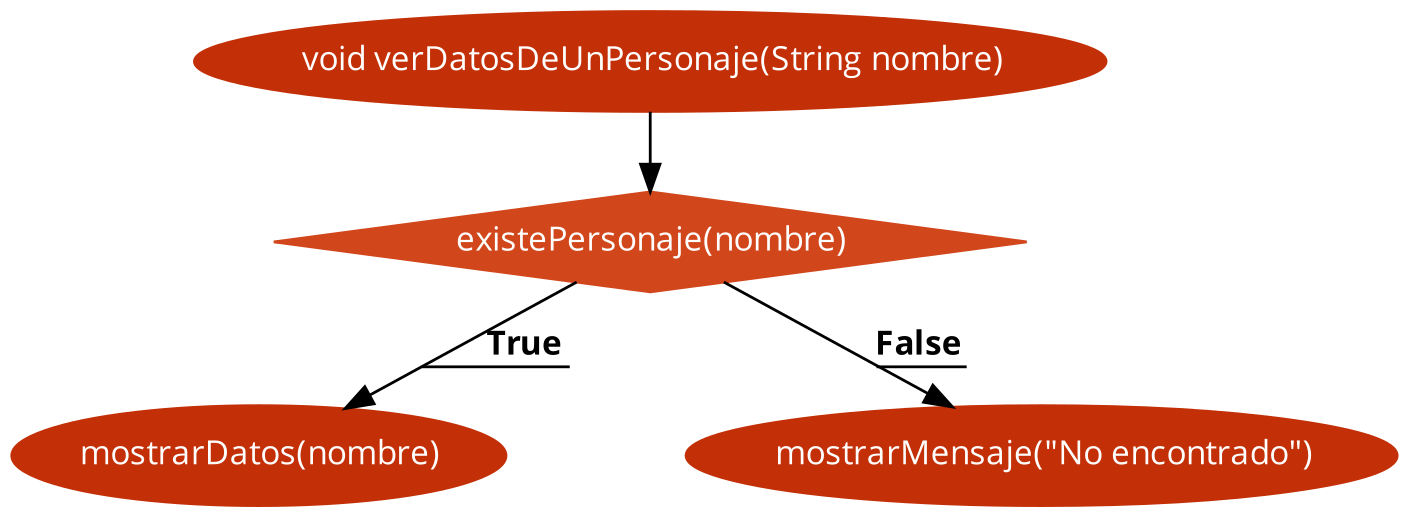 void verDatosDeUnPersonaje(String nombre)
existePersonaje(nombre)
True
False
mostrarDatos(nombre)
mostrarMensaje("No encontrado")